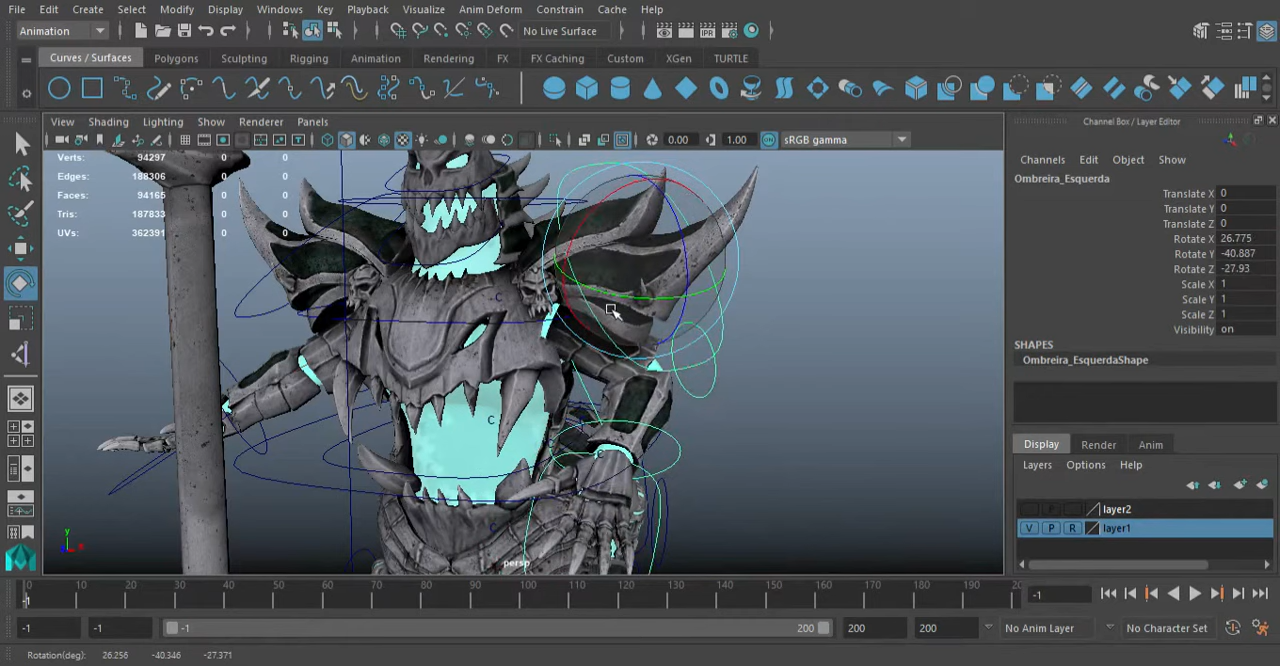 File Edit Create Select Modify Display Windows Key Playback Visualize Anim Deform Constrain Cache Help
Animation No Live Surface
Curves / Surfaces Polygons Sculpting Rigging Animation Rendering FX FX Caching Custom XGen TURTLE
View Shading Lighting Show Renderer Panels
0.00 1.00 sRGB gamma
Verts: 94297 0 0
Edges: 188306 0 0
Faces: 94165 0 0
Tris: 187833 0 0
UVs: 362391 0 0
C
C
C
C
C
y
x
persp
Channel Box / Layer Editor
Channels Edit Object Show
Ombreira_Esquerda
Translate X 0
Translate Y 0
Translate Z 0
Rotate X 26.775
Rotate Y -40.887
Rotate Z -27.93
Scale X 1
Scale Y 1
Scale Z 1
Visibility on
SHAPES
Ombreira_EsquerdaShape
Display Render Anim
Layers Options Help
P layer2
V P R layer1
0 10 20 30 40 50 60 70 80 90 100 110 120 130 140 150 160 170 180 190 20
-1 -1
-1 -1 -1 200 200 200 No Anim Layer No Character Set
Rotation(deg): 26.256 -40.346 -27.371